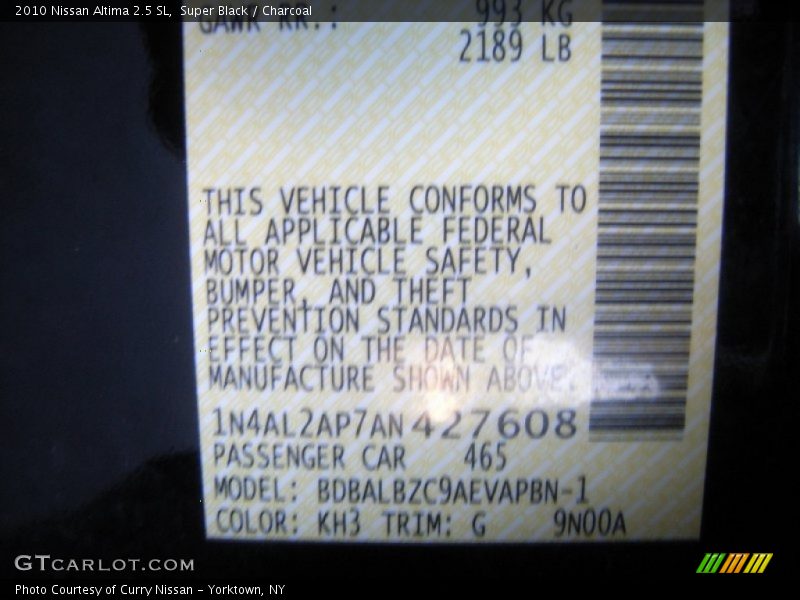 2010 Nissan Altima 2.5 SL, Super Black / Charcoal
GAWR RR.: 993 KG
2189 LB
THIS VEHICLE CONFORMS TO
ALL APPLICABLE FEDERAL
MOTOR VEHICLE SAFETY,
BUMPER, AND THEFT
PREVENTION STANDARDS IN
EFFECT ON THE DATE OF
MANUFACTURE SHOWN ABOVE.
1N4AL2AP7AN427608
PASSENGER CAR 465
MODEL: BDBALBZC9AEVAPBN-1
COLOR: KH3 TRIM: G 9N00A
GTCARLOT.COM
Photo Courtesy of Curry Nissan - Yorktown, NY